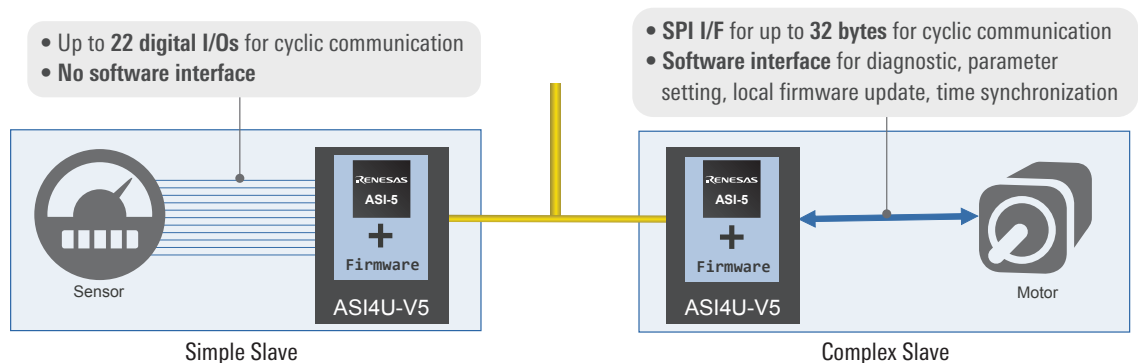 • Up to 22 digital I/Os for cyclic communication
• No software interface
• SPI I/F for up to 32 bytes for cyclic communication
• Software interface for diagnostic, parameter
setting, local firmware update, time synchronization
Sensor
RENESAS
ASI-5
+
Firmware
ASI4U-V5
Simple Slave
RENESAS
ASI-5
+
Firmware
ASI4U-V5
Motor
Complex Slave